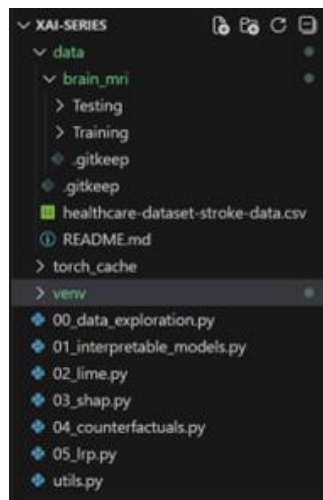 XAI-SERIES
data
brain_mri
Testing
Training
.gitkeep
.gitkeep
healthcare-dataset-stroke-data.csv
README.md
torch_cache
venv
00_data_exploration.py
01_interpretable_models.py
02_lime.py
03_shap.py
04_counterfactuals.py
05_lrp.py
utils.py